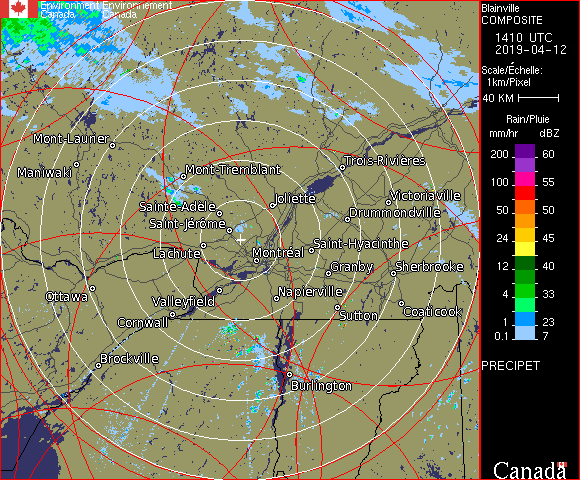 Environment Environnement
Canada Canada
Blainville
COMPOSITE
1410 UTC
2019-04-12
Scale/Échelle:
1km/Pixel
40 KM
Rain/Pluie
mm/hr dBZ
200 60
100 55
50 50
24 45
12 40
4 33
1 23
0.1 7
PRECIPET
Canada
Mont-Laurier
Maniwaki
Mont-Tremblant
Trois-Rivières
Sainte-Adele
Joliette
Victoriaville
Drummondville
Saint-Jérôme
Lachute
Montréal
Saint-Hyacinthe
Granby
Sherbrooke
Ottawa
Valleyfield
Napierville
Cornwall
Sutton
Coaticook
Brockville
Burlington